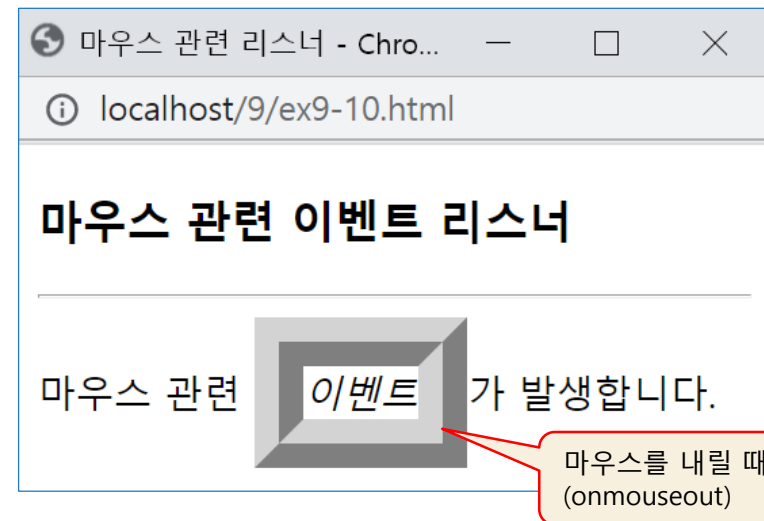 마우스 관련 리스너 - Chro...
localhost/9/ex9-10.html
마우스 관련 이벤트 리스너
마우스 관련 이벤트 가 발생합니다.
마우스를 내릴 때
(onmouseout)